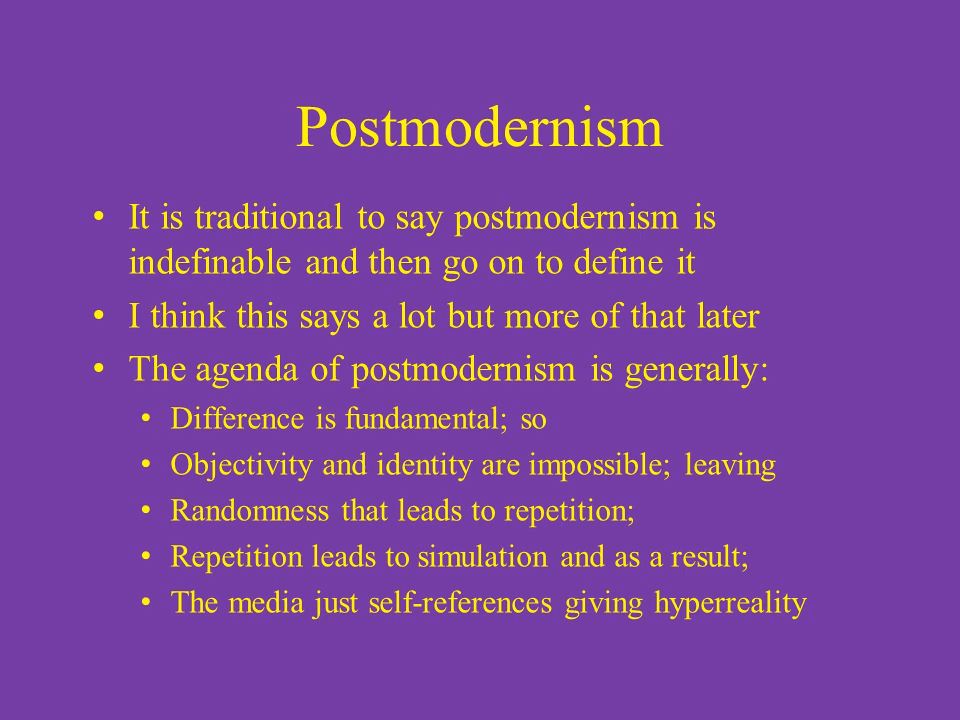 Postmodernism
• It is traditional to say postmodernism is
indefinable and then go on to define it
• I think this says a lot but more of that later
• The agenda of postmodernism is generally:
• Difference is fundamental; so
• Objectivity and identity are impossible; leaving
• Randomness that leads to repetition;
• Repetition leads to simulation and as a result;
• The media just self-references giving hyperreality